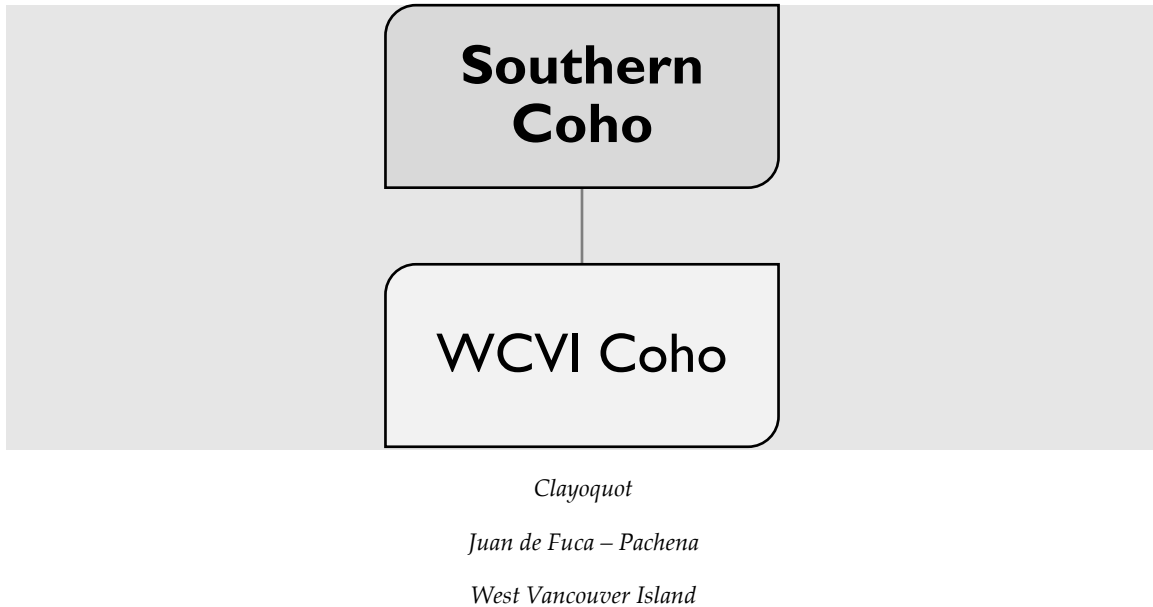 Southern
Coho
WCVI Coho
Clayoquot
Juan de Fuca – Pachena
West Vancouver Island